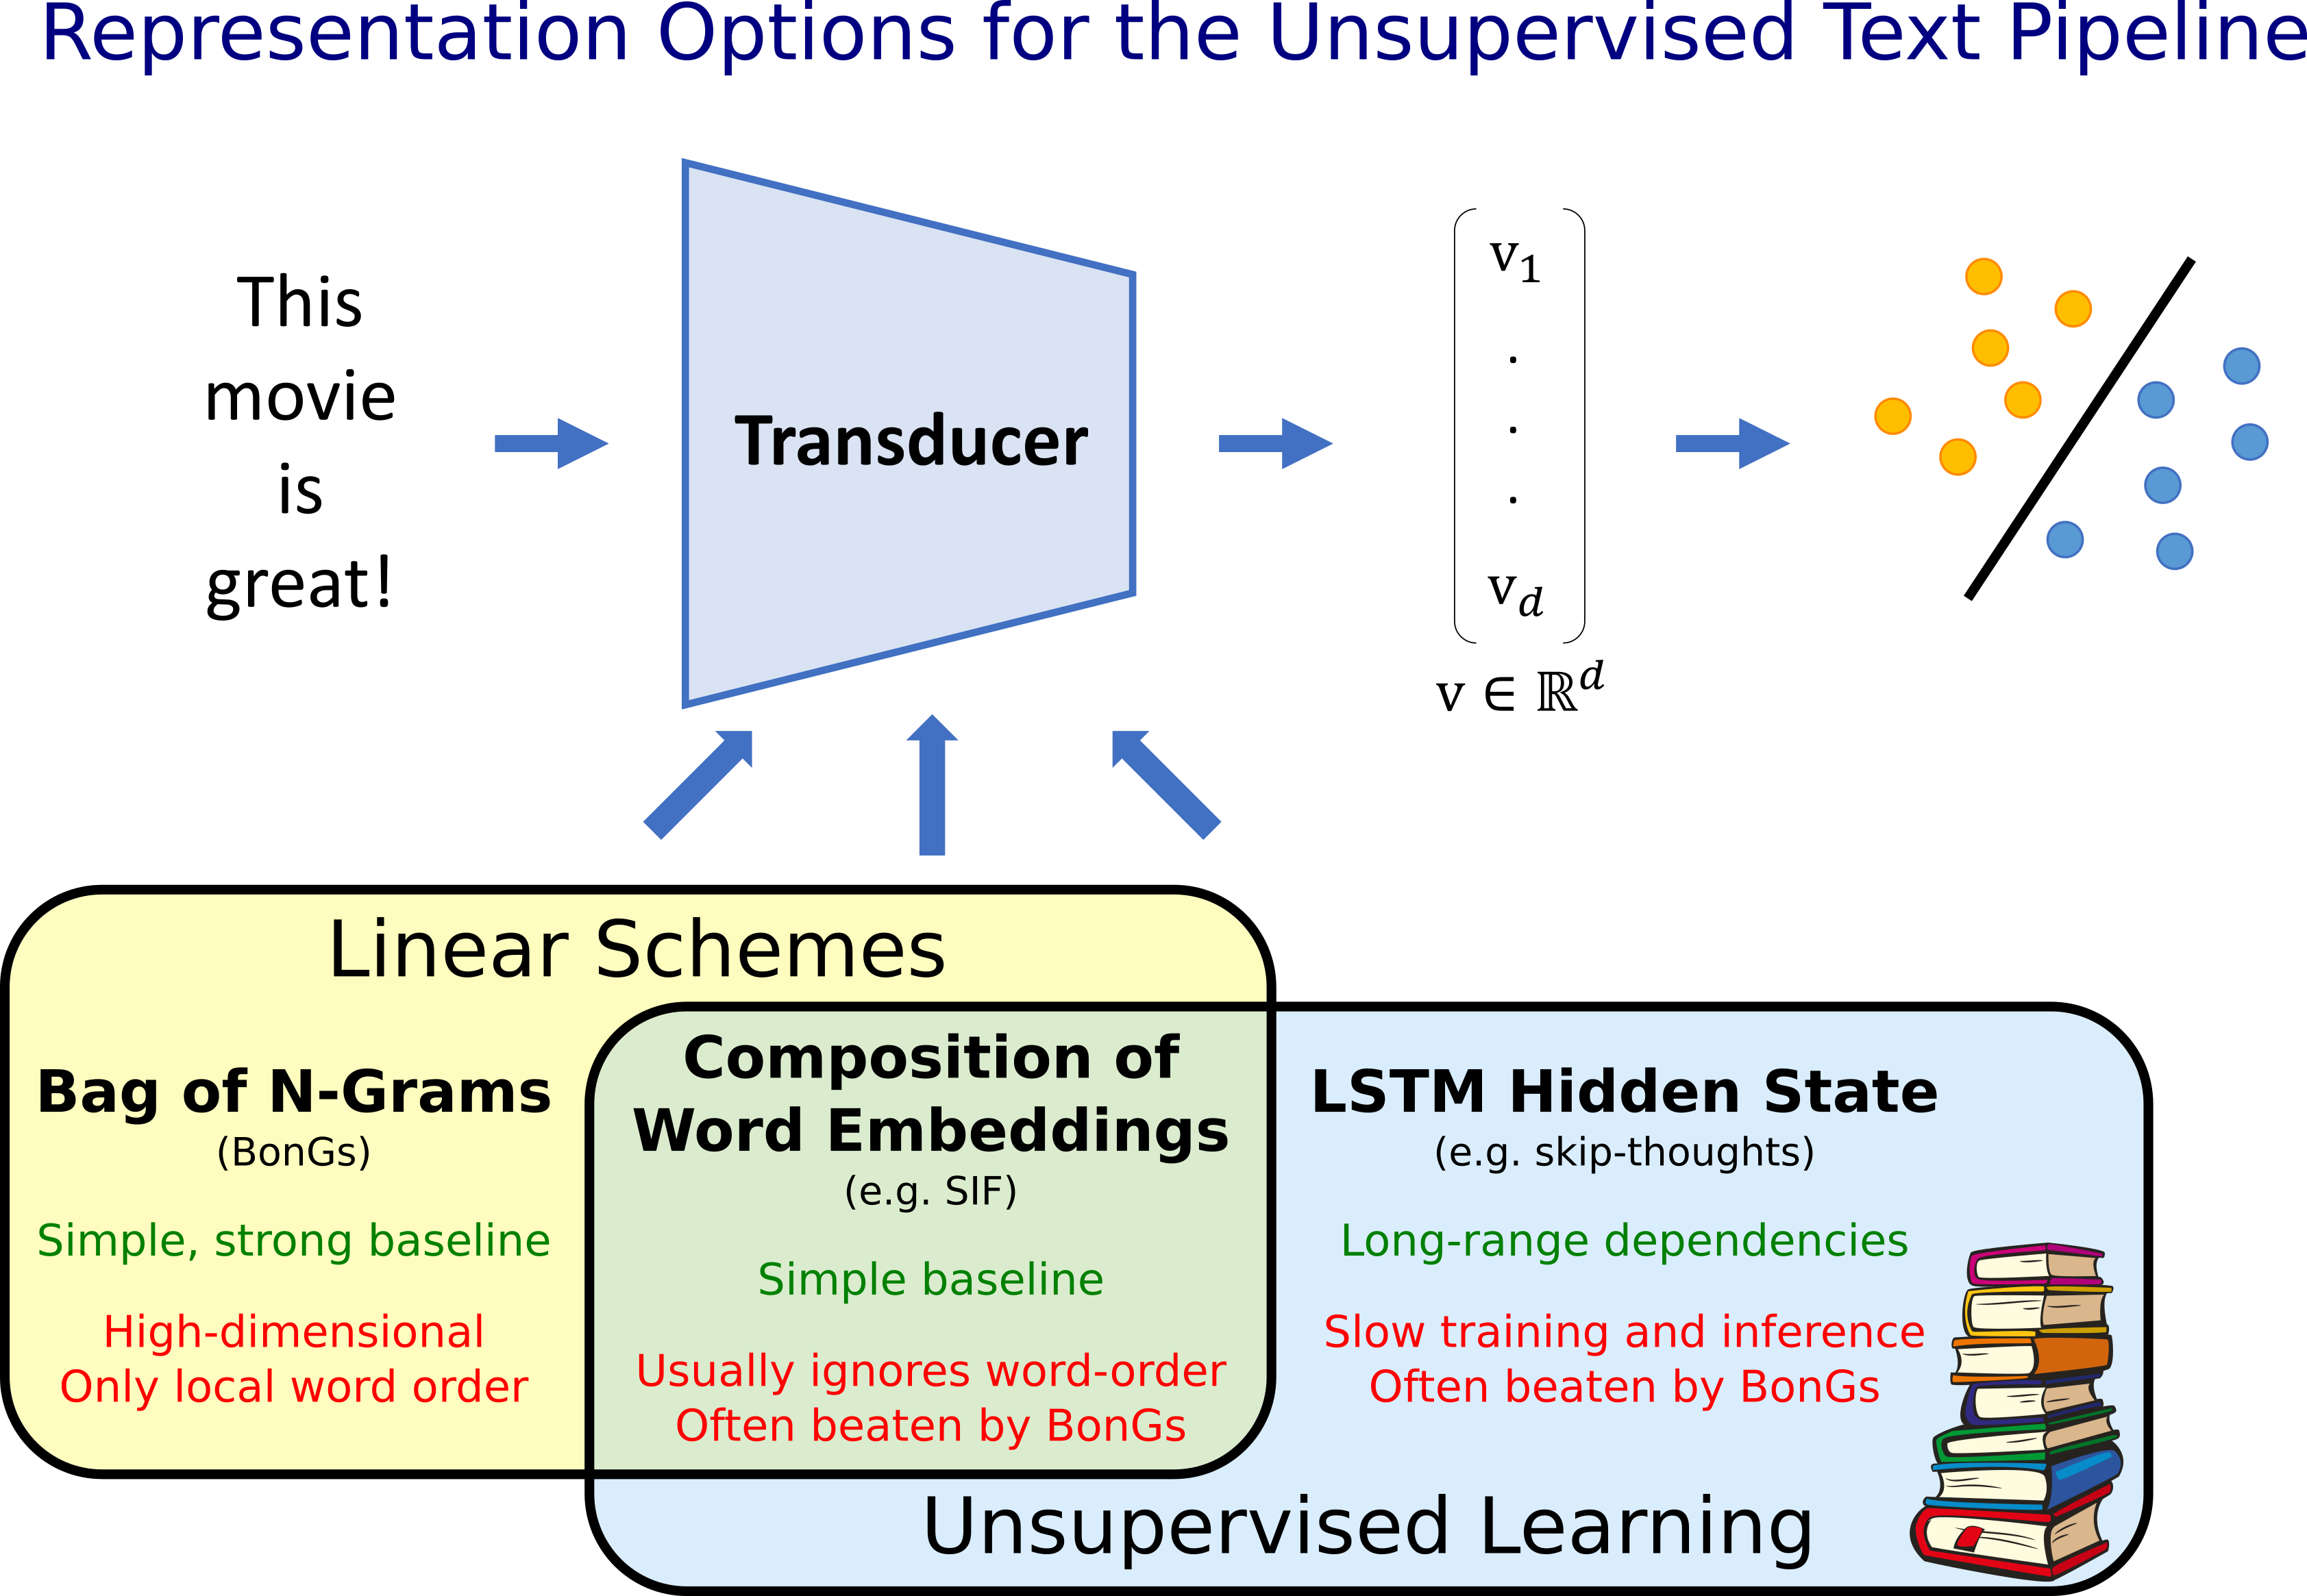 Representation Options for the Unsupervised Text Pipeline
This
movie
is
great!
Transducer
v₁
.
.
.
v_d
v ∈ ℝ^d
Linear Schemes
Bag of N-Grams
(BonGs)
Simple, strong baseline
High-dimensional
Only local word order
Composition of
Word Embeddings
(e.g. SIF)
Simple baseline
Usually ignores word-order
Often beaten by BonGs
LSTM Hidden State
(e.g. skip-thoughts)
Long-range dependencies
Slow training and inference
Often beaten by BonGs
Unsupervised Learning